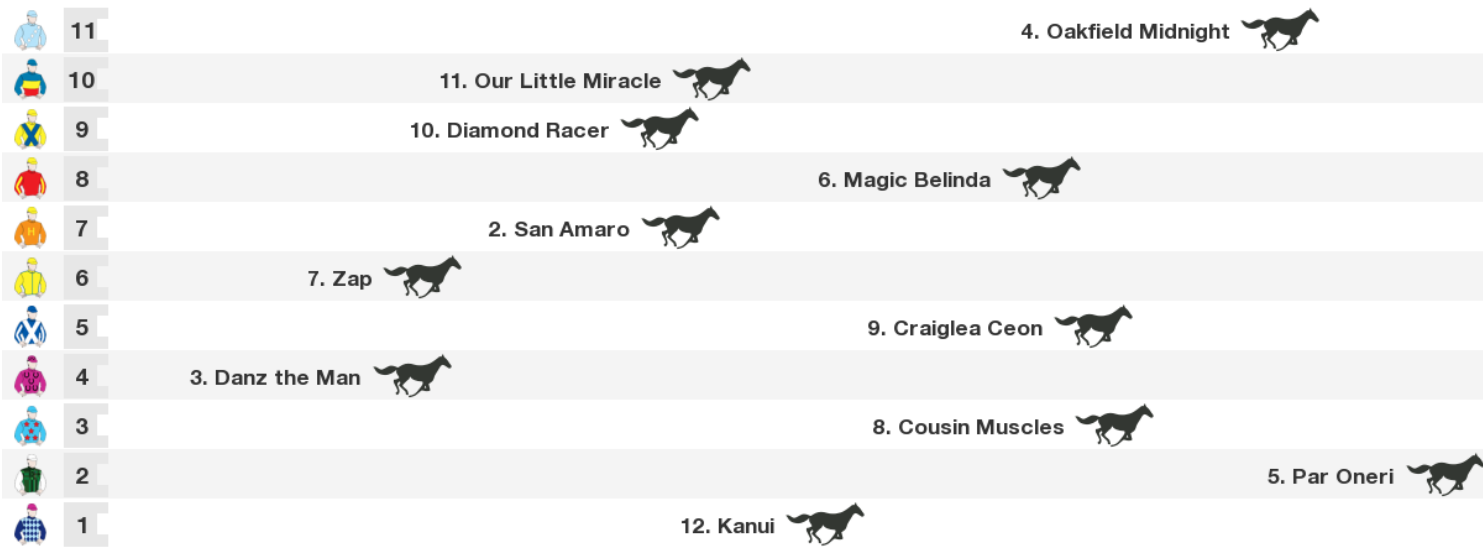 11 4. Oakfield Midnight
10 11. Our Little Miracle
9 10. Diamond Racer
8 6. Magic Belinda
7 2. San Amaro
6 7. Zap
5 9. Craiglea Ceon
4 3. Danz the Man
3 8. Cousin Muscles
2 5. Par Oneri
1 12. Kanui